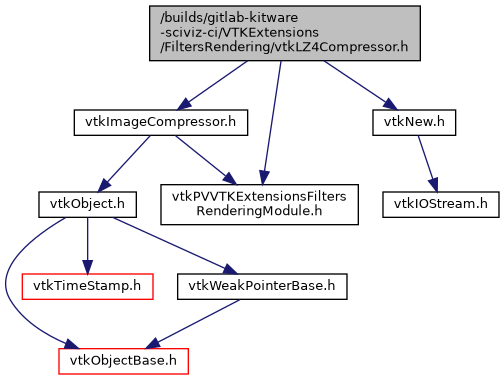 /builds/gitlab-kitware
-sciviz-ci/VTKExtensions
/FiltersRendering/vtkLZ4Compressor.h
vtkImageCompressor.h
vtkNew.h
vtkObject.h
vtkPVVTKExtensionsFilters
RenderingModule.h
vtkIOStream.h
vtkTimeStamp.h
vtkWeakPointerBase.h
vtkObjectBase.h